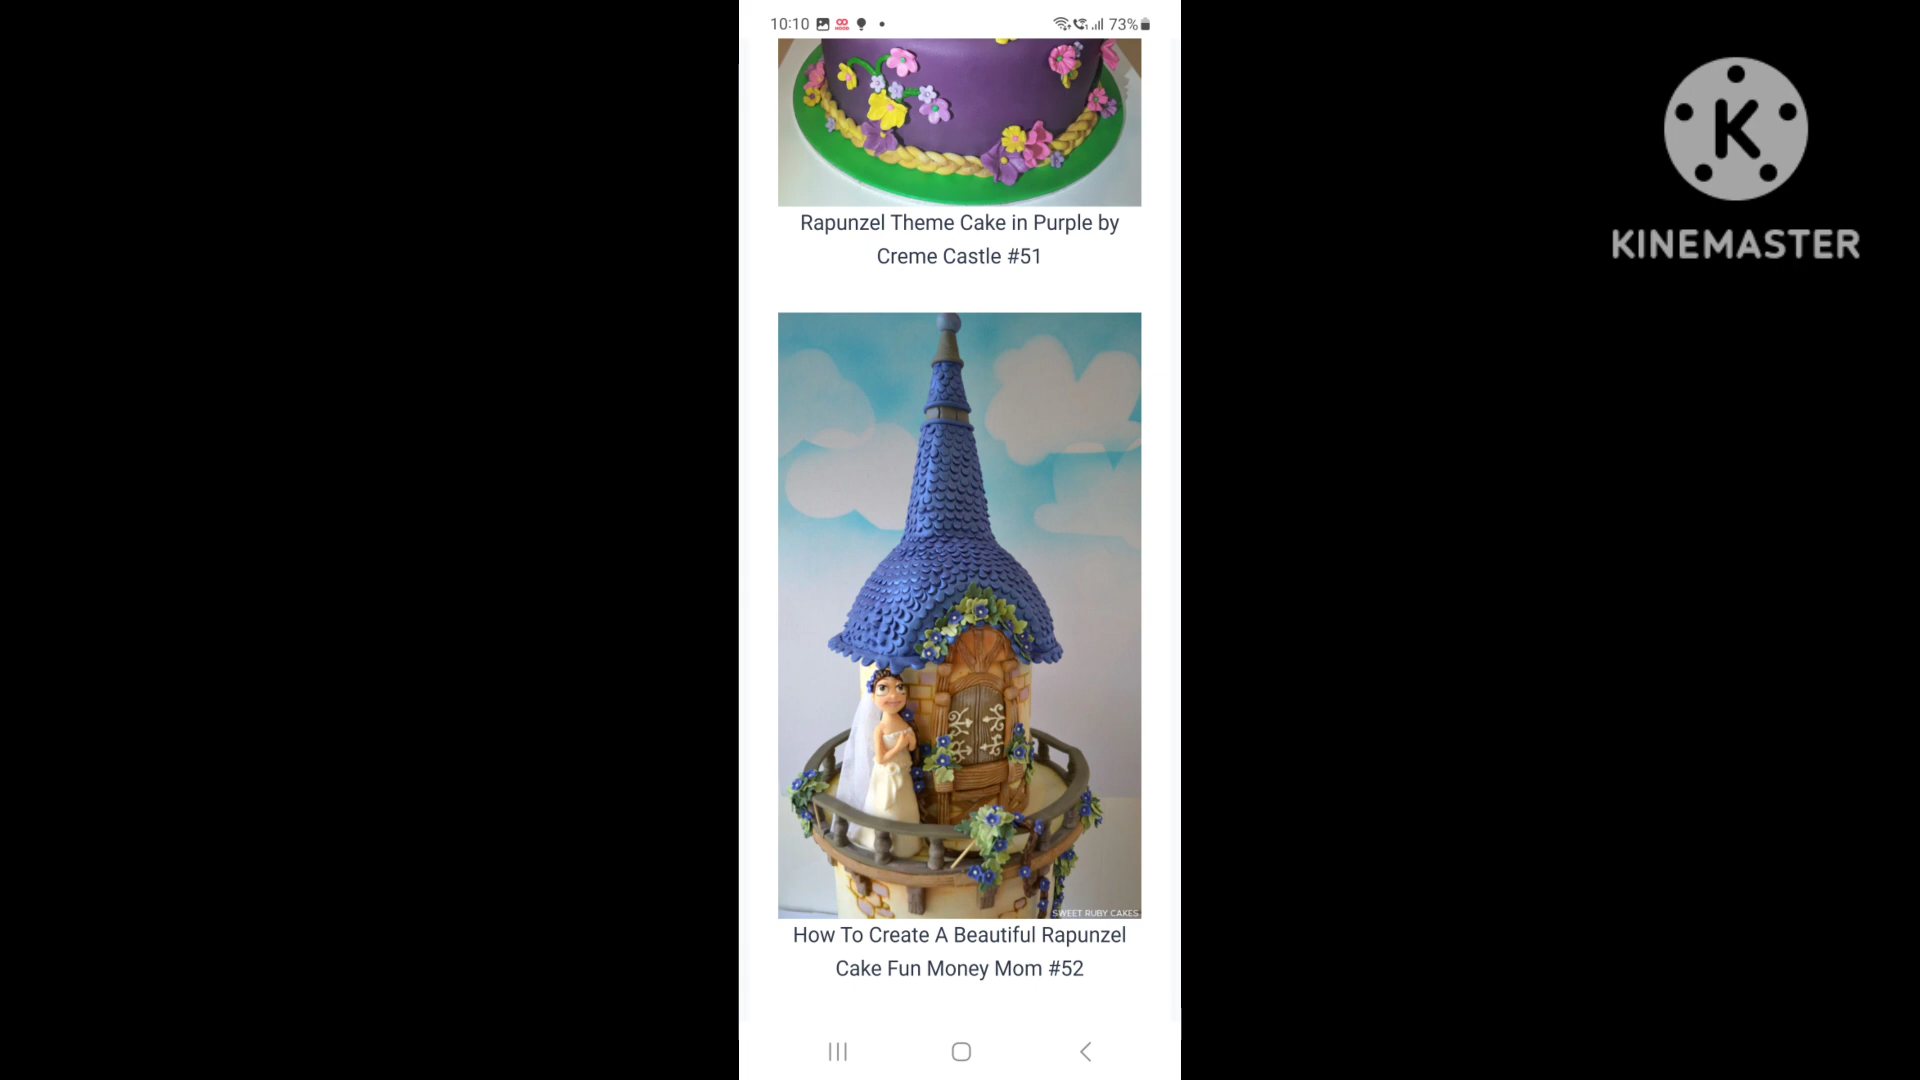 10:10
73%
K
KINEMASTER
Rapunzel Theme Cake in Purple by
Creme Castle #51
SWEET RUBY CAKES
How To Create A Beautiful Rapunzel
Cake Fun Money Mom #52